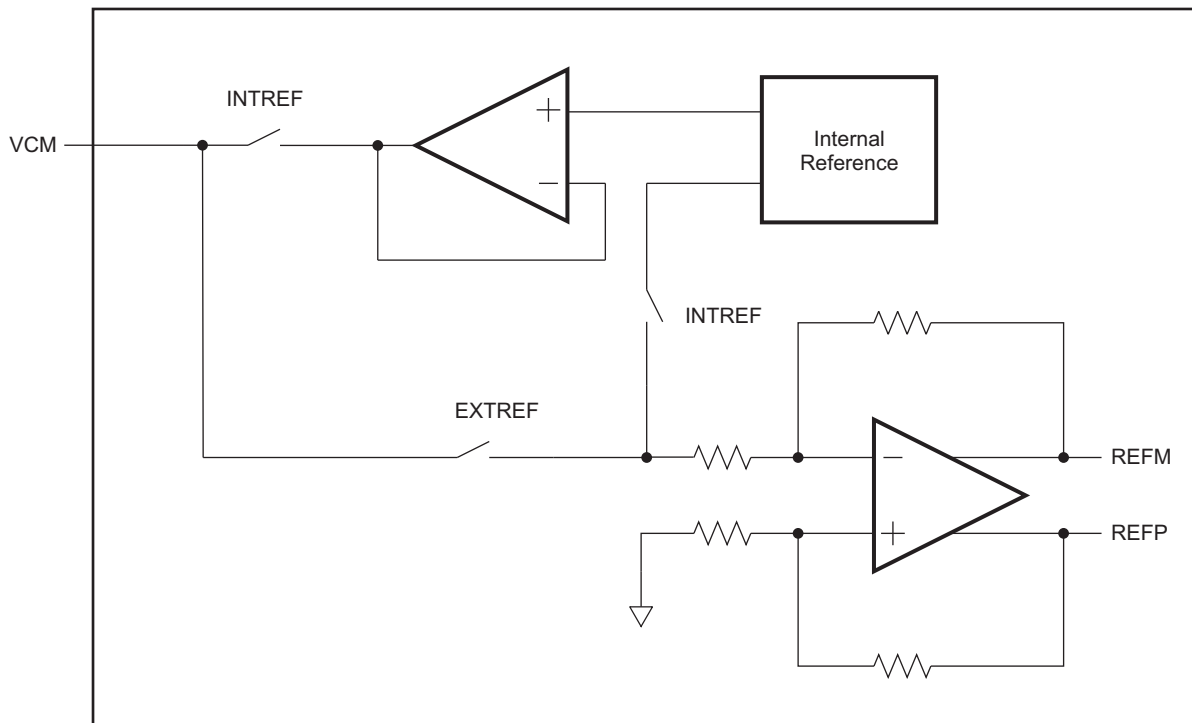 INTREF
VCM
+
−
Internal
Reference
INTREF
EXTREF
−
REFM
+
REFP